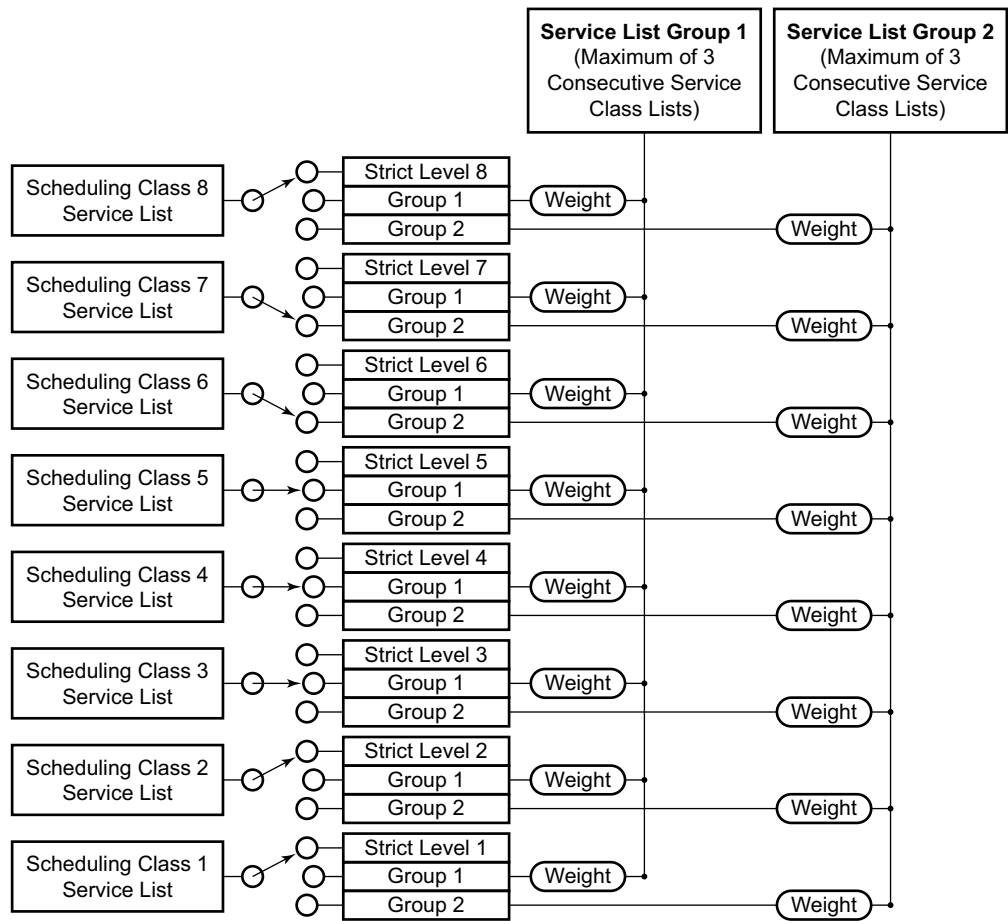 Service List Group 1
(Maximum of 3
Consecutive Service
Class Lists)
Service List Group 2
(Maximum of 3
Consecutive Service
Class Lists)
Scheduling Class 8
Service List
Strict Level 8
Group 1
Weight
Group 2
Weight
Scheduling Class 7
Service List
Strict Level 7
Group 1
Weight
Group 2
Weight
Scheduling Class 6
Service List
Strict Level 6
Group 1
Weight
Group 2
Weight
Scheduling Class 5
Service List
Strict Level 5
Group 1
Weight
Group 2
Weight
Scheduling Class 4
Service List
Strict Level 4
Group 1
Weight
Group 2
Weight
Scheduling Class 3
Service List
Strict Level 3
Group 1
Weight
Group 2
Weight
Scheduling Class 2
Service List
Strict Level 2
Group 1
Weight
Group 2
Weight
Scheduling Class 1
Service List
Strict Level 1
Group 1
Weight
Group 2
Weight